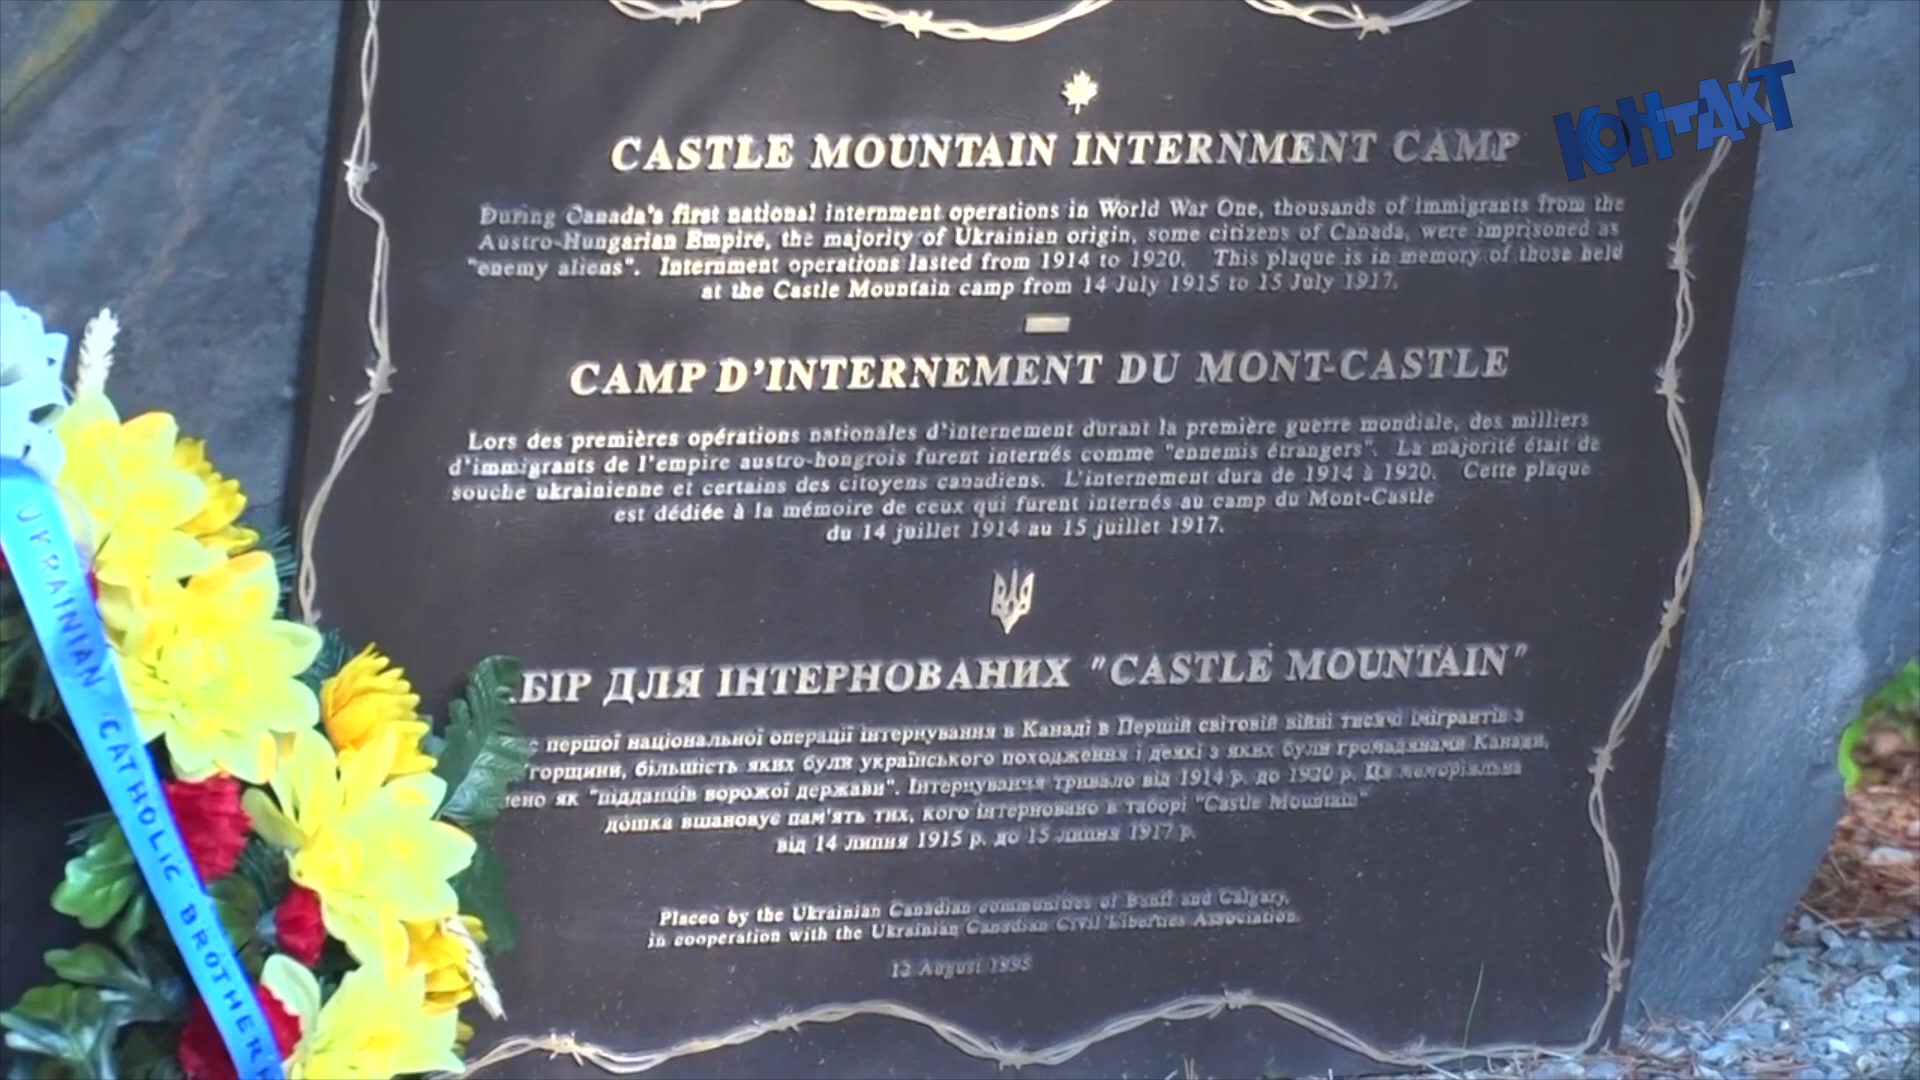 КОНТАКТ
CASTLE MOUNTAIN INTERNMENT CAMP
During Canada's first national internment operations in World War One, thousands of immigrants from the
Austro-Hungarian Empire, the majority of Ukrainian origin, some citizens of Canada, were imprisoned as
"enemy aliens". Internment operations lasted from 1914 to 1920. This plaque is in memory of those held
at the Castle Mountain camp from 14 July 1915 to 15 July 1917.
CAMP D'INTERNEMENT DU MONT-CASTLE
Lors des premières opérations nationales d'internement durant la première guerre mondiale, des milliers
d'immigrants de l'empire austro-hongrois furent internés comme "ennemis étrangers". La majorité était de
souche ukrainienne et certains des citoyens canadiens. L'internement dura de 1914 à 1920. Cette plaque
est dédiée à la mémoire de ceux qui furent internés au camp du Mont-Castle
du 14 juillet 1914 au 15 juillet 1917.
БІР ДЛЯ ІНТЕРНОВАНИХ "CASTLE MOUNTAIN"
першої національної операції інтернування в Канаді в Першій світовій війні тисячі імігрантів з
горщини, більшість яких були українського походження і деякі з яких були громадянами Канади,
ено як "підданців ворожої держави". Інтернування тривало від 1914 р. до 1920 р. Ця меморіяльна
дошка вшановує пам'ять тих, кого інтерновано в таборі "Castle Mountain"
від 14 липня 1915 р. до 15 липня 1917 р.
Placed by the Ukrainian Canadian communities of Banff and Calgary,
in cooperation with the Ukrainian Canadian Civil Liberties Association.
12 August 1995
UKRAINIAN CATHOLIC BROTHERH